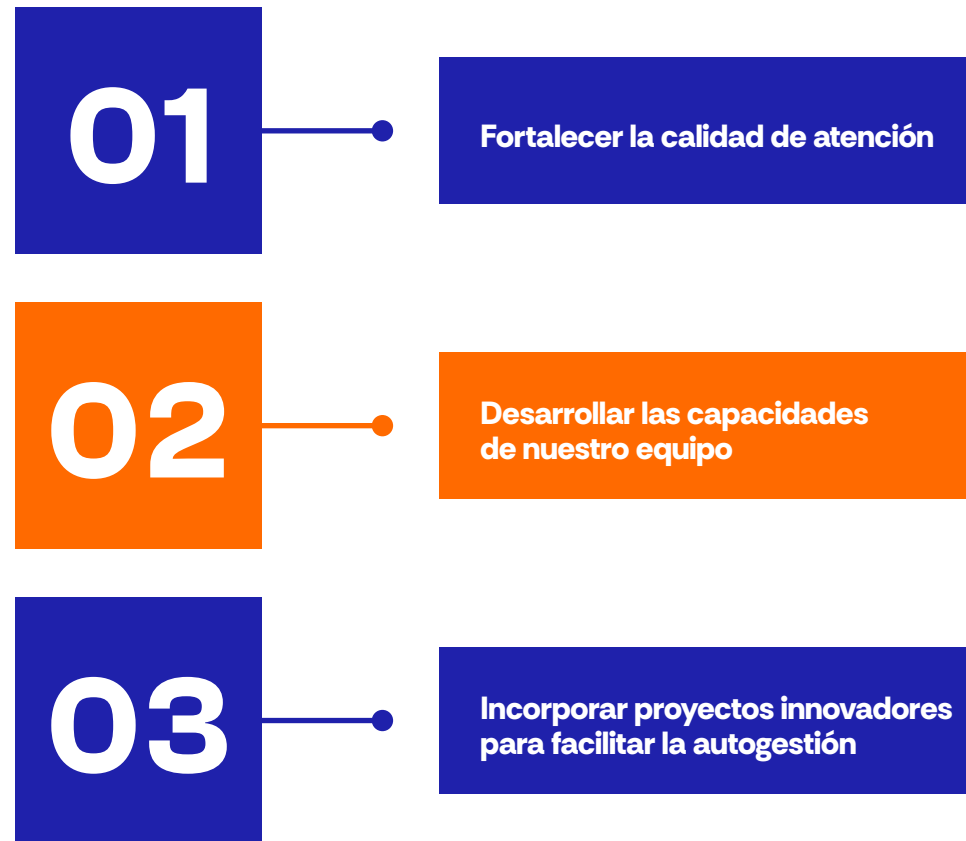 01
Fortalecer la calidad de atención
02
Desarrollar las capacidades
de nuestro equipo
03
Incorporar proyectos innovadores
para facilitar la autogestión